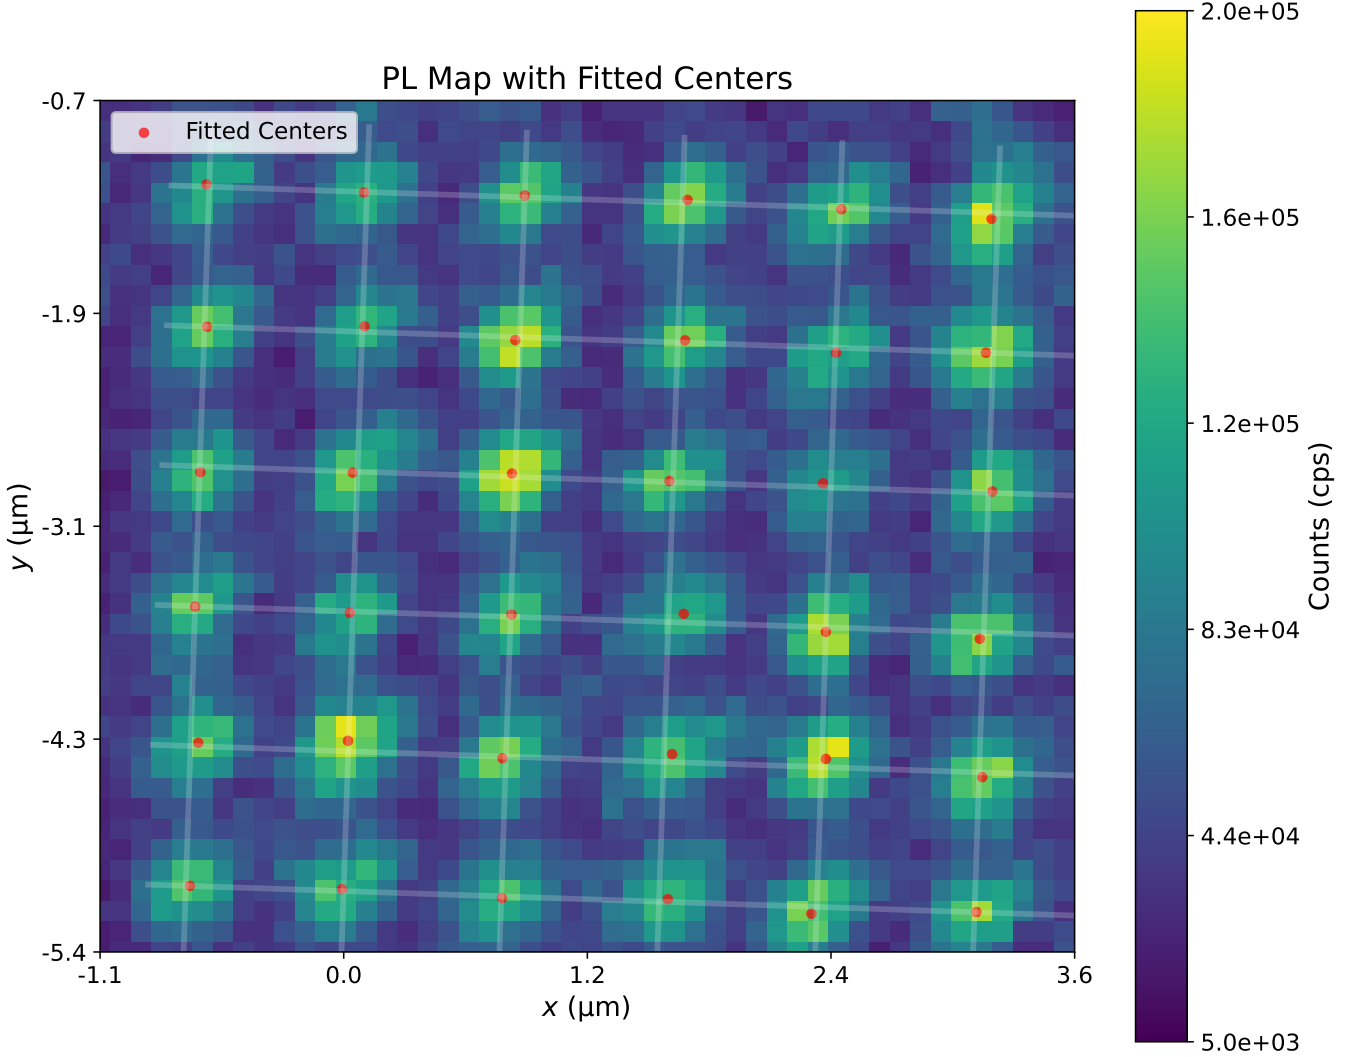 PL Map with Fitted Centers
Fitted Centers
-0.7
-1.9
-3.1
-4.3
-5.4
y (μm)
-1.1
0.0
1.2
2.4
3.6
x (μm)
2.0e+05
1.6e+05
1.2e+05
8.3e+04
4.4e+04
5.0e+03
Counts (cps)